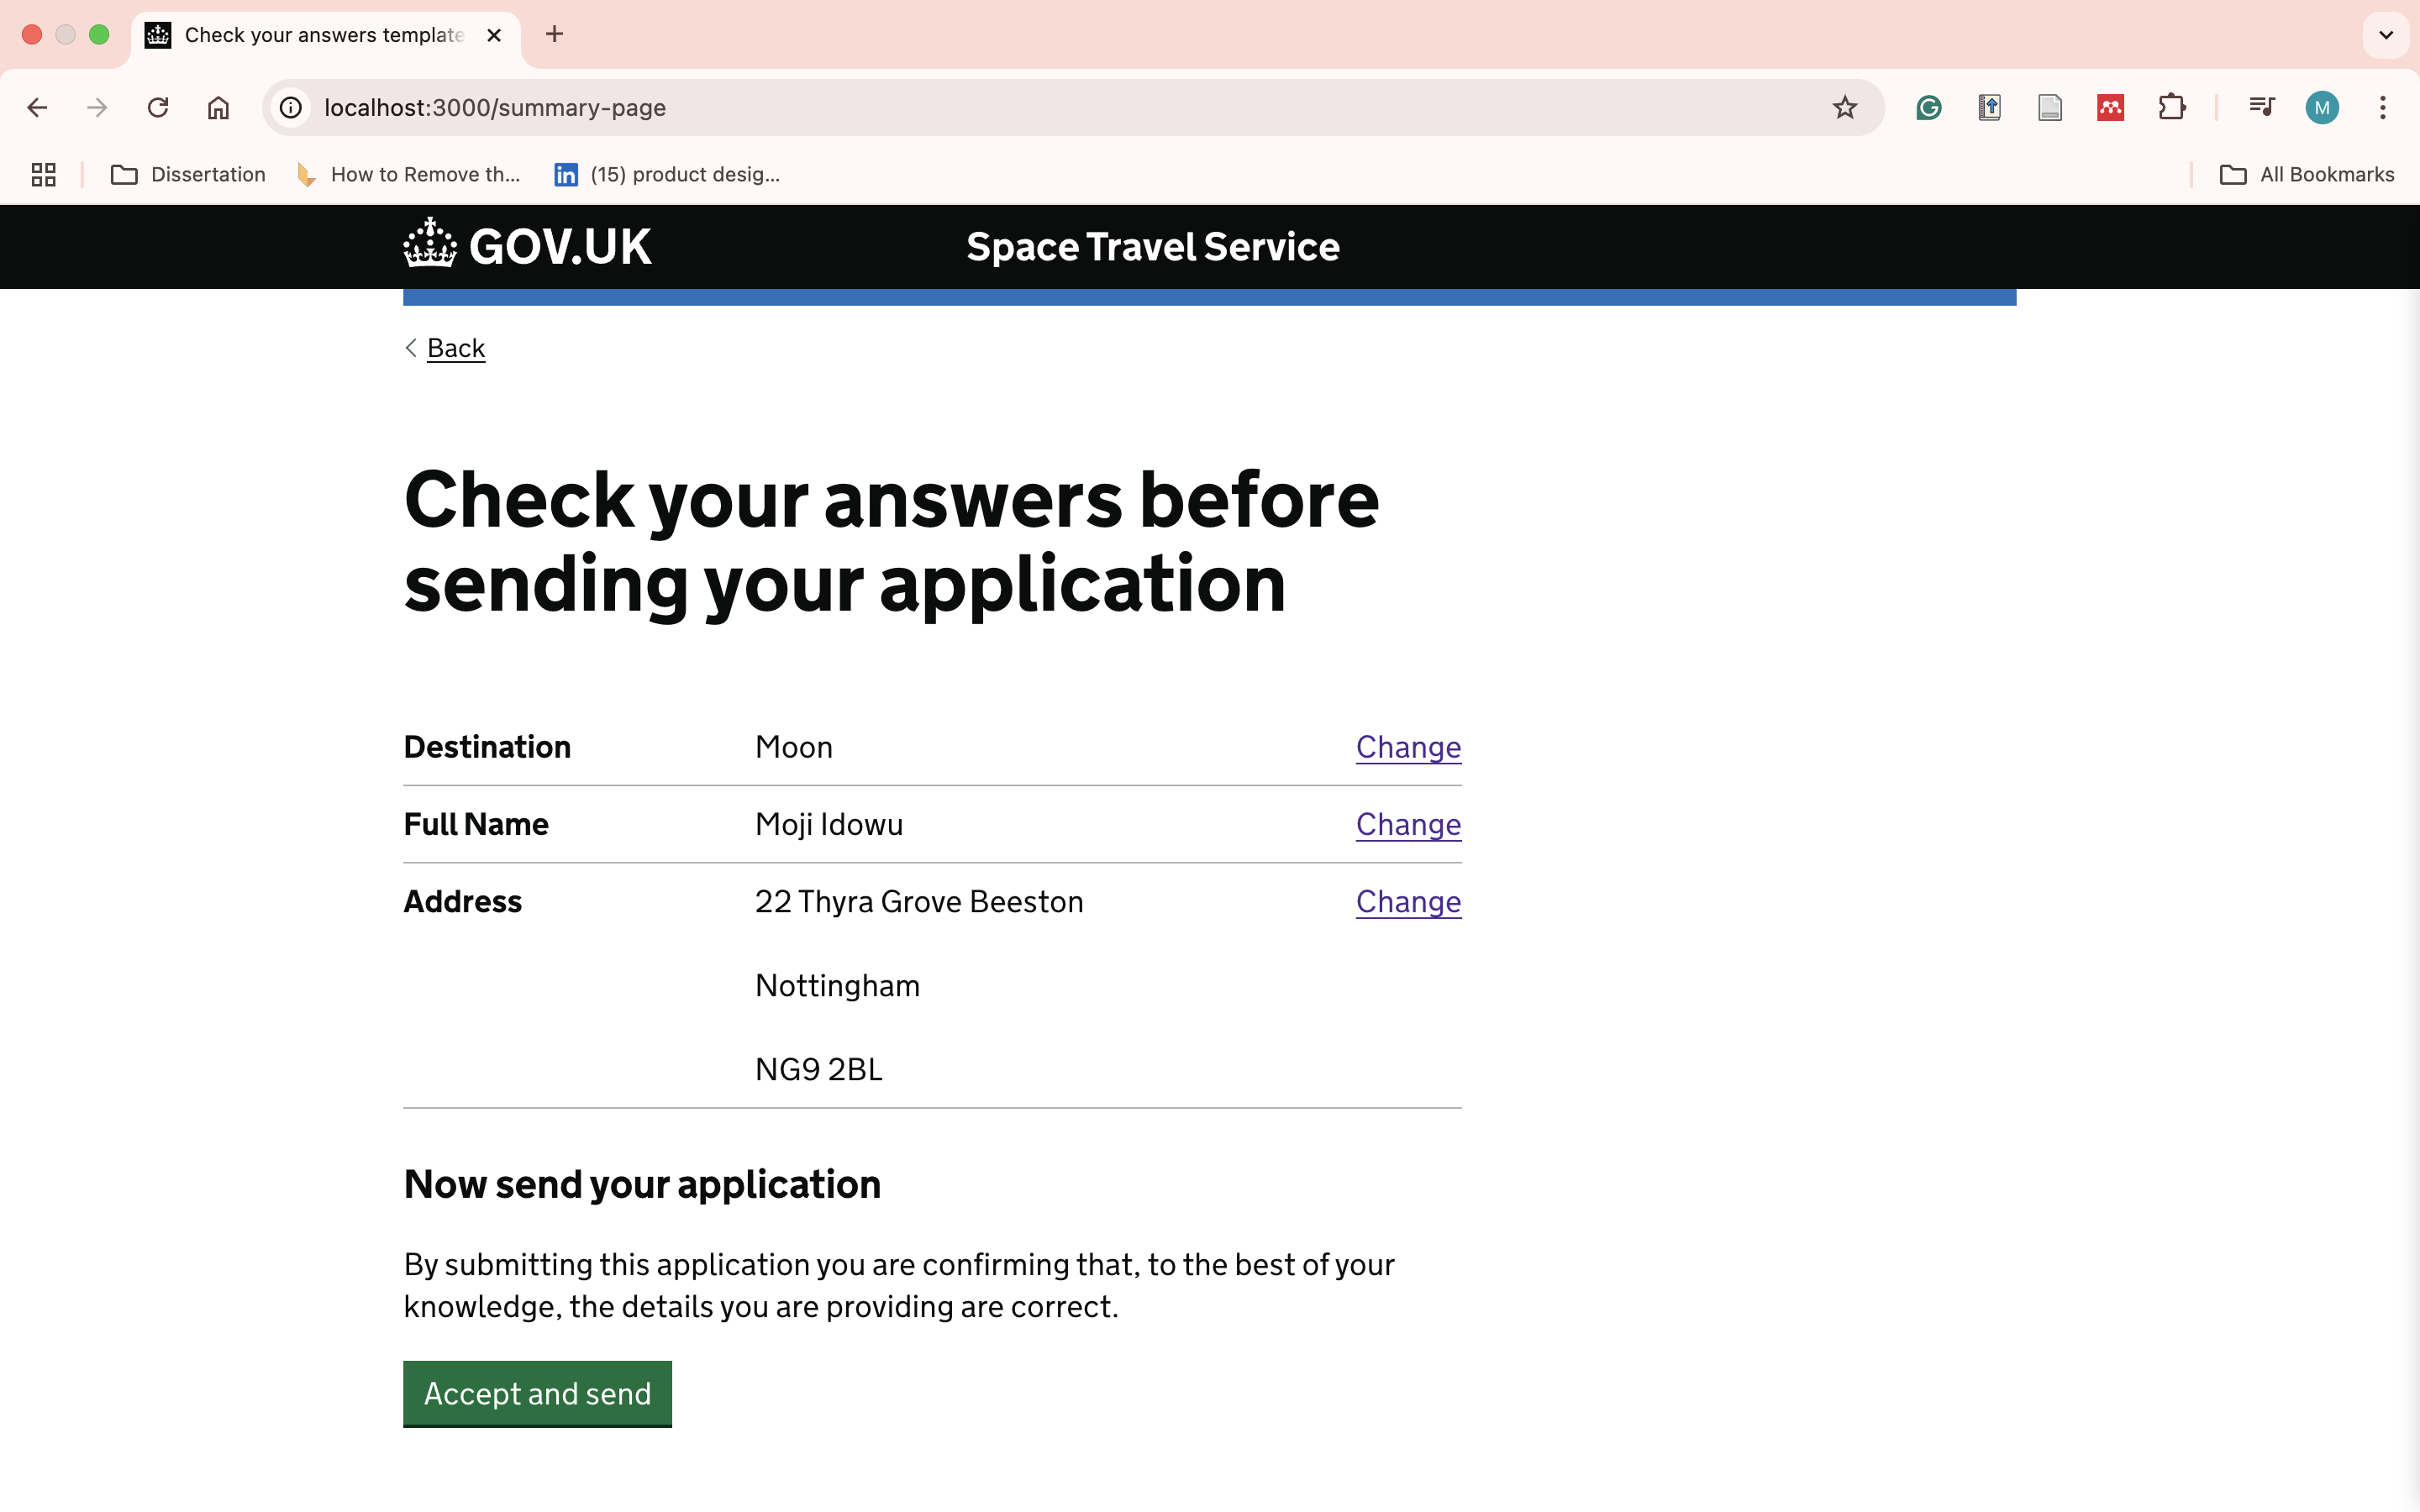 Check your answers template
localhost:3000/summary-page
M
Dissertation How to Remove th... in (15) product desig... All Bookmarks
GOV.UK Space Travel Service
Back
Check your answers before
sending your application
Destination Moon Change
Full Name Moji Idowu Change
Address 22 Thyra Grove Beeston Change
Nottingham
NG9 2BL
Now send your application
By submitting this application you are confirming that, to the best of your
knowledge, the details you are providing are correct.
Accept and send